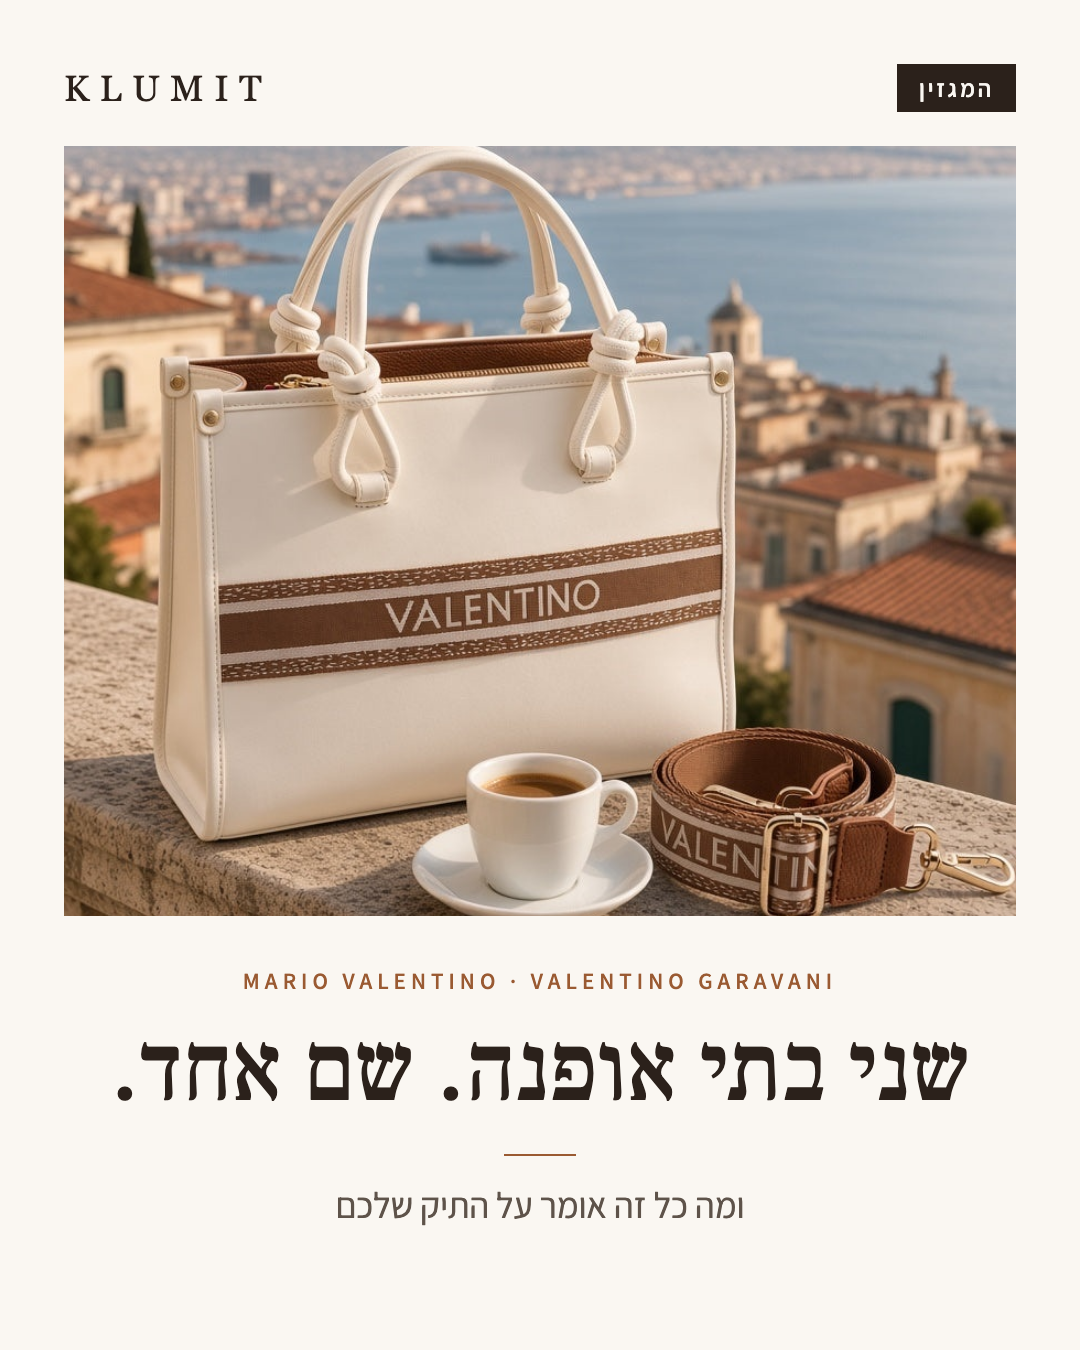 KLUMIT
המגזין
VALENTINO
VALENTINO
MARIO VALENTINO · VALENTINO GARAVANI
שני בתי אופנה. שם אחד.
ומה כל זה אומר על התיק שלכם